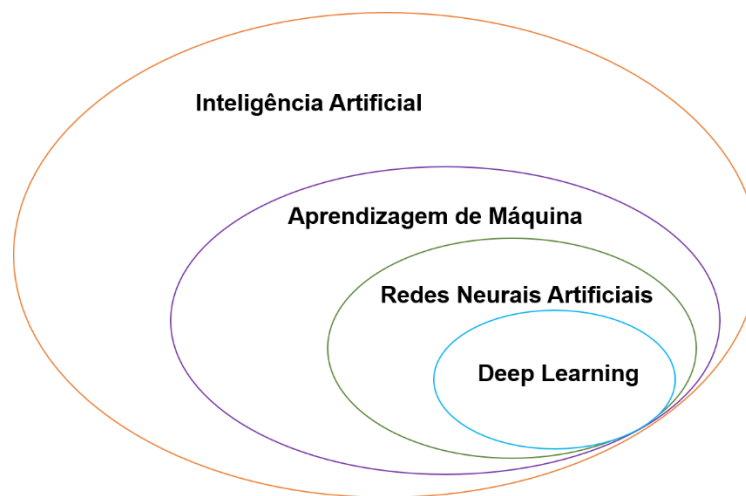 Inteligência Artificial
Aprendizagem de Máquina
Redes Neurais Artificiais
Deep Learning